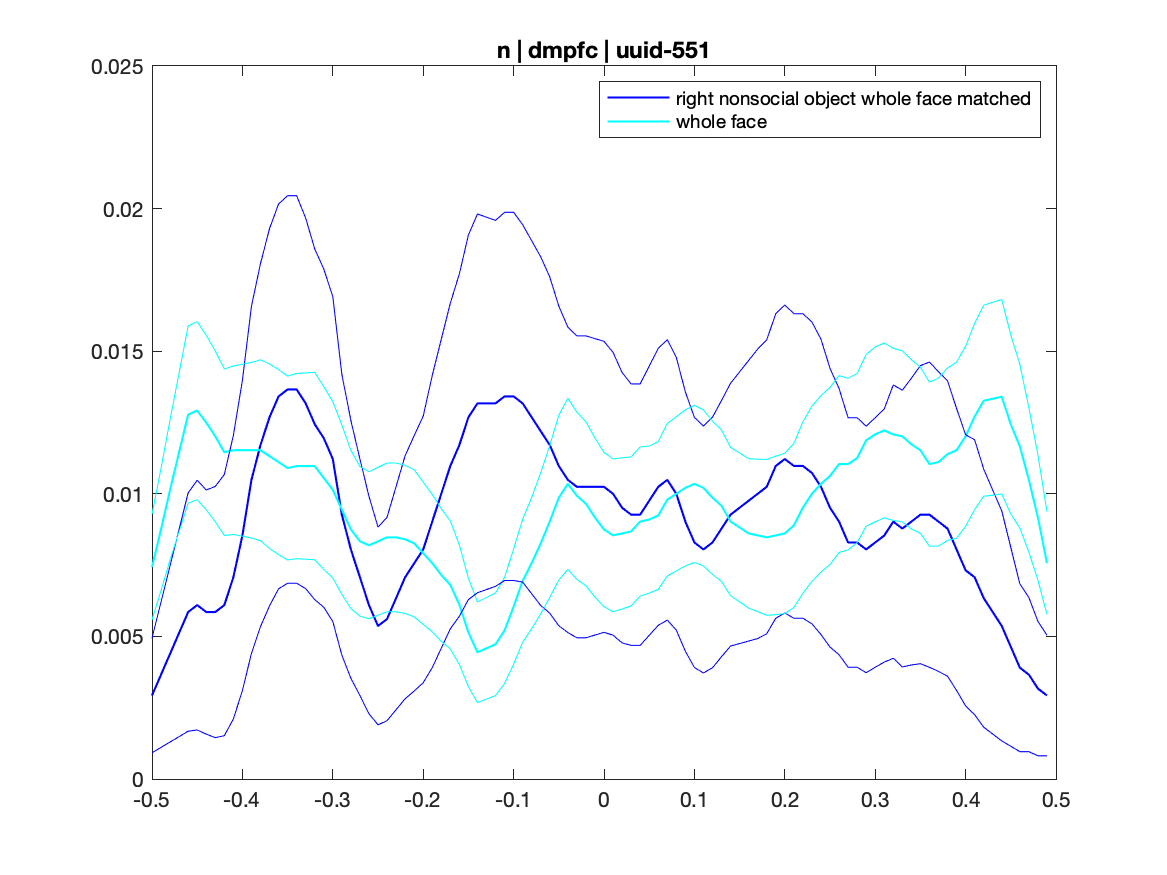 n | dmpfc | uuid-551
0.025
0.02
0.015
0.01
0.005
0
right nonsocial object whole face matched
whole face
-0.5 -0.4 -0.3 -0.2 -0.1 0 0.1 0.2 0.3 0.4 0.5